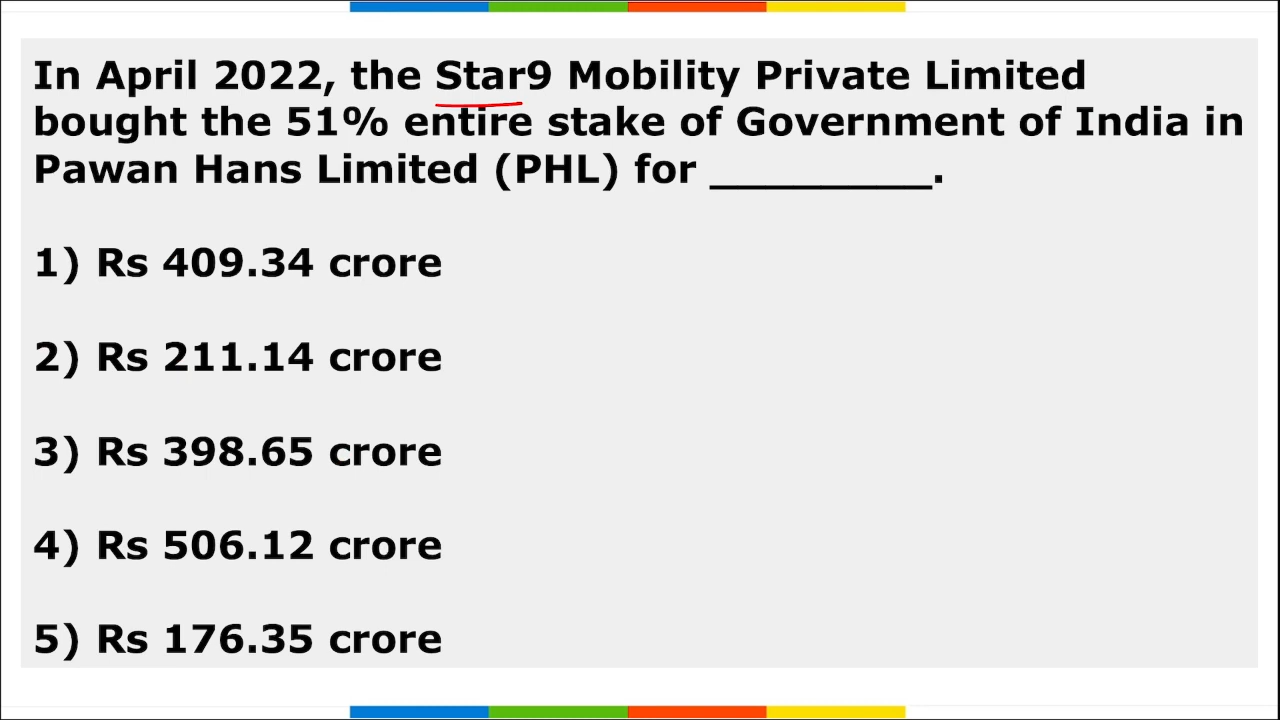 In April 2022, the Star9 Mobility Private Limited
bought the 51% entire stake of Government of India in
Pawan Hans Limited (PHL) for _________.
1) Rs 409.34 crore
2) Rs 211.14 crore
3) Rs 398.65 crore
4) Rs 506.12 crore
5) Rs 176.35 crore